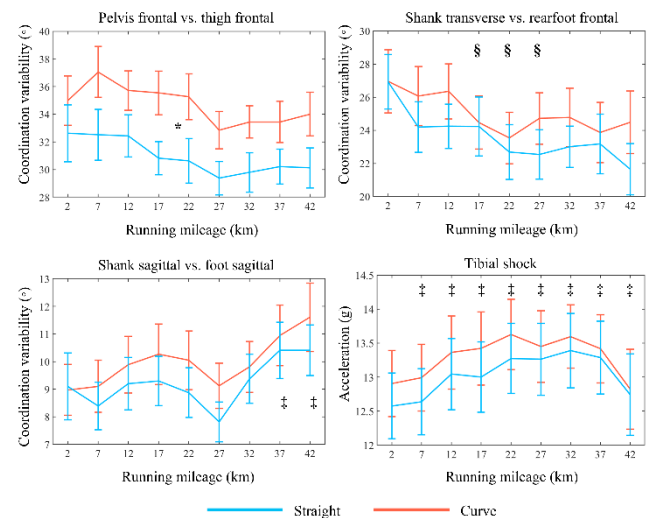 Pelvis frontal vs. thigh frontal
Coordination variability (°)
40
38
36
34
32
30
28
*
2 7 12 17 22 27 32 37 42
Running mileage (km)
Shank transverse vs. rearfoot frontal
Coordination variability (°)
30
28
26
24
22
20
§ § §
2 7 12 17 22 27 32 37 42
Running mileage (km)
Shank sagittal vs. foot sagittal
Coordination variability (°)
13
12
11
10
9
8
7
‡ ‡
2 7 12 17 22 27 32 37 42
Running mileage (km)
Tibial shock
Acceleration (g)
14.5
14
13.5
13
12.5
12
‡ ‡ ‡ ‡ ‡ ‡ ‡ ‡
2 7 12 17 22 27 32 37 42
Running mileage (km)
Straight Curve